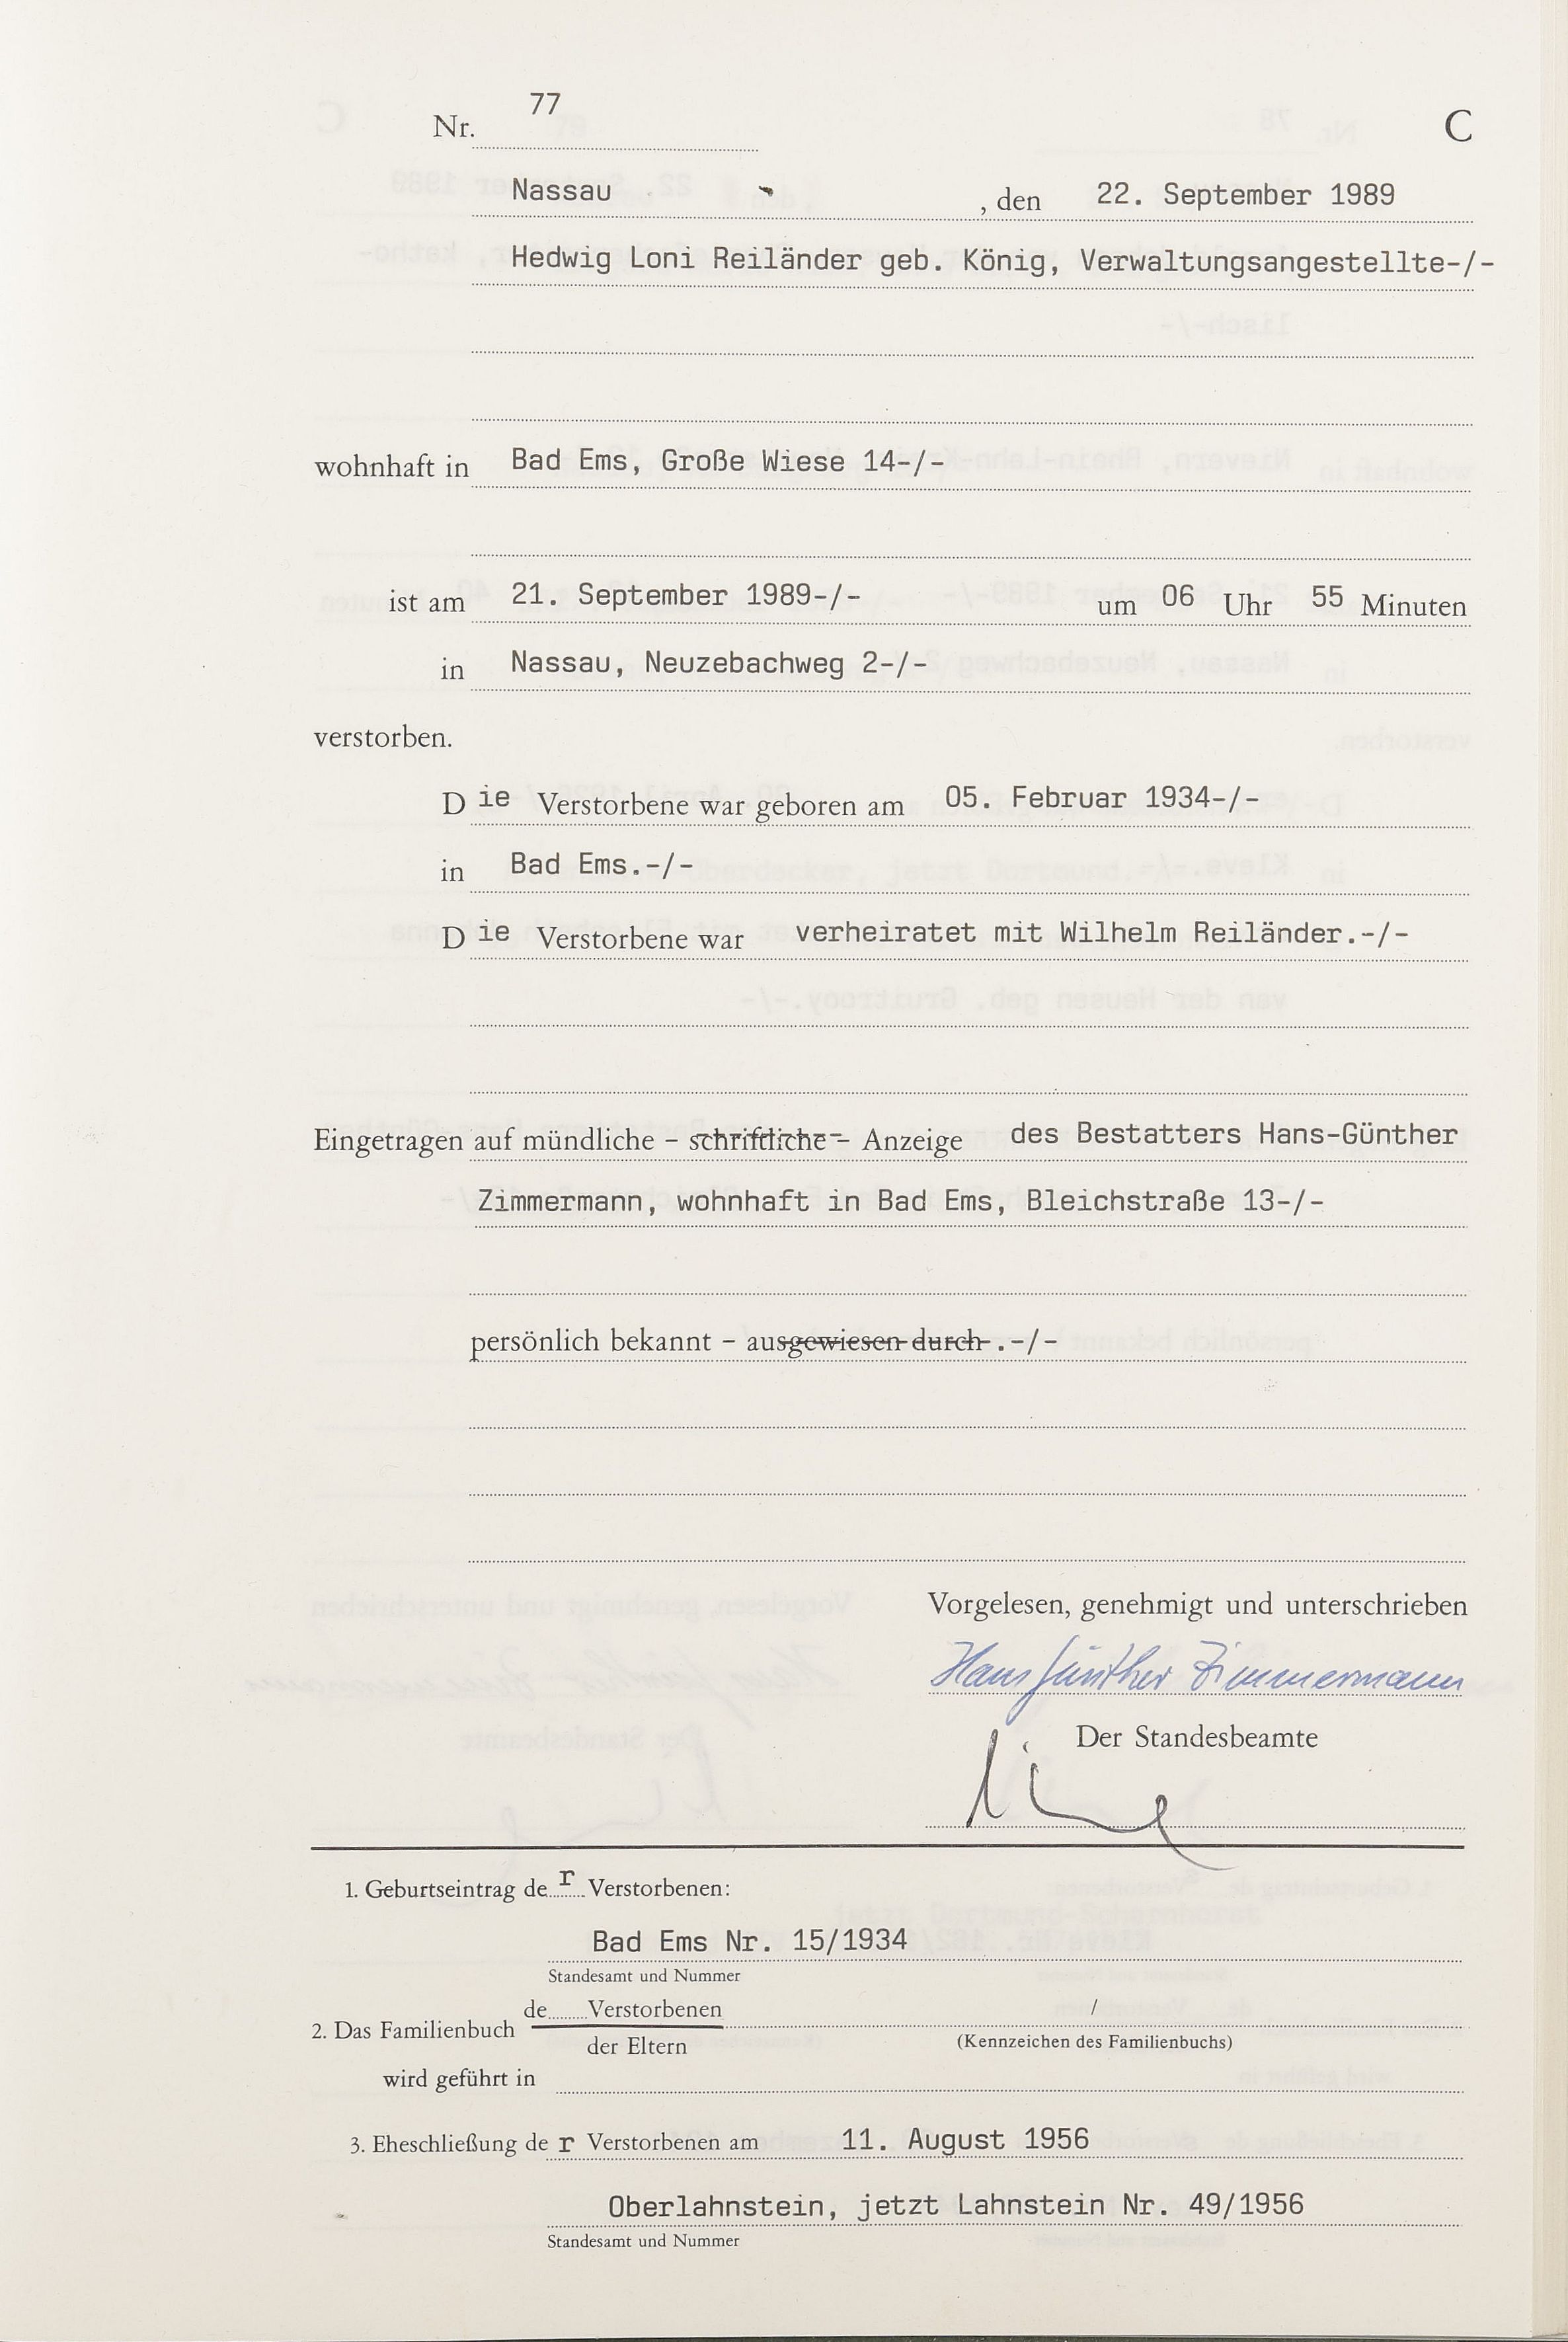 Nr. 77 C
Nassau , den 22. September 1989
Hedwig Loni Reiländer geb. König, Verwaltungsangestellte-/-
wohnhaft in Bad Ems, Große Wiese 14-/-
ist am 21. September 1989-/- um 06 Uhr 55 Minuten
in Nassau, Neuzebachweg 2-/-
verstorben.
Die Verstorbene war geboren am 05. Februar 1934-/-
in Bad Ems.-/-
Die Verstorbene war verheiratet mit Wilhelm Reiländer.-/-
Eingetragen auf mündliche – schriftliche – Anzeige des Bestatters Hans-Günther
Zimmermann, wohnhaft in Bad Ems, Bleichstraße 13-/-
persönlich bekannt – ausgewiesen durch .-/-
Vorgelesen, genehmigt und unterschrieben
Hans Günther Zimmermann
Der Standesbeamte
1. Geburtseintrag der Verstorbenen:
Bad Ems Nr. 15/1934
Standesamt und Nummer
de...... Verstorbenen /
2. Das Familienbuch
der Eltern (Kennzeichen des Familienbuchs)
wird geführt in
3. Eheschließung der Verstorbenen am 11. August 1956
Oberlahnstein, jetzt Lahnstein Nr. 49/1956
Standesamt und Nummer